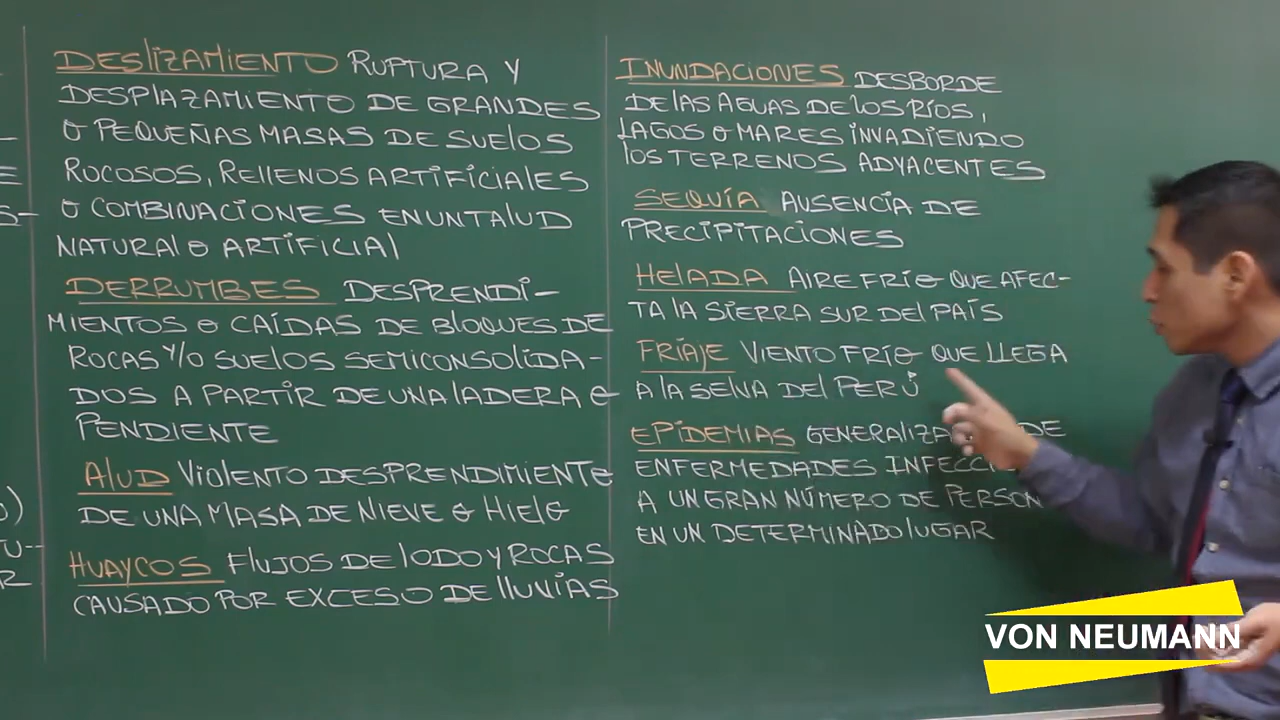 DESLIZAMIENTO RUPTURA Y
DESPLAZAMIENTO DE GRANDES
O PEQUEÑAS MASAS DE SUELOS
ROCOSOS, RELLENOS ARTIFICIALES
O COMBINACIONES EN UN TALUD
NATURAL O ARTIFICIAL
DERRUMBES DESPRENDI-
MIENTOS O CAÍDAS DE BLOQUES DE
ROCAS Y/O SUELOS SEMICONSOLIDA-
DOS A PARTIR DE UNA LADERA O
PENDIENTE
ALUD VIOLENTO DESPRENDIMIENTE
DE UNA MASA DE NIEVE O HIELO
HUAYCOS FLUJOS DE LODO Y ROCAS
CAUSADO POR EXCESO DE LLUVIAS
INUNDACIONES DESBORDE
DE LAS AGUAS DE LOS RÍOS,
LAGOS O MARES INVADIENDO
LOS TERRENOS ADYACENTES
SEQUÍA AUSENCIA DE
PRECIPITACIONES
HELADA AIRE FRÍO QUE AFEC-
TA LA SIERRA SUR DEL PAÍS
FRIAJE VIENTO FRÍO QUE LLEGA
A LA SELVA DEL PERÚ
EPIDEMIAS DE
ENFERMEDADES
A UN GRAN NÚMERO DE PERSON
EN UN DETERMINADO LUGAR
VON NEUMANN